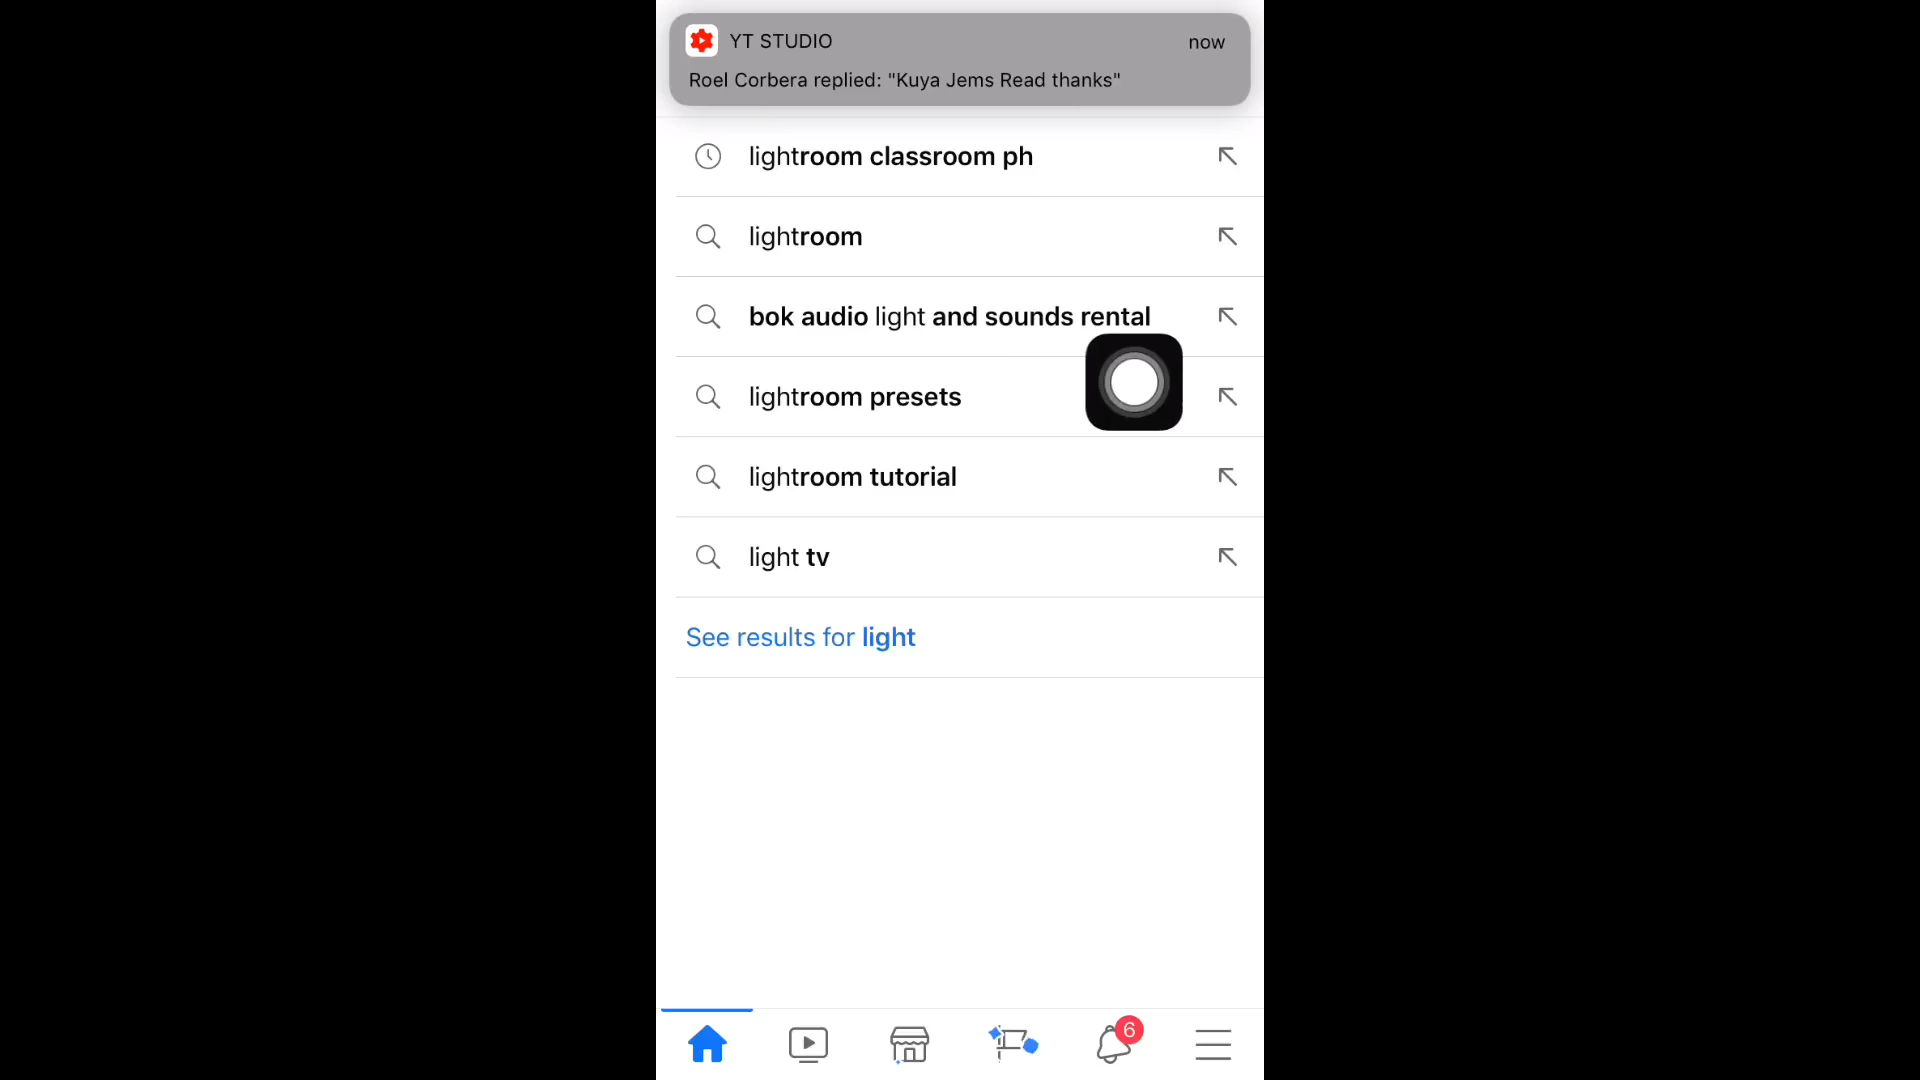 YT STUDIO
now
Roel Corbera replied: "Kuya Jems Read thanks"
lightroom classroom ph
lightroom
bok audio light and sounds rental
lightroom presets
lightroom tutorial
light tv
See results for light
6